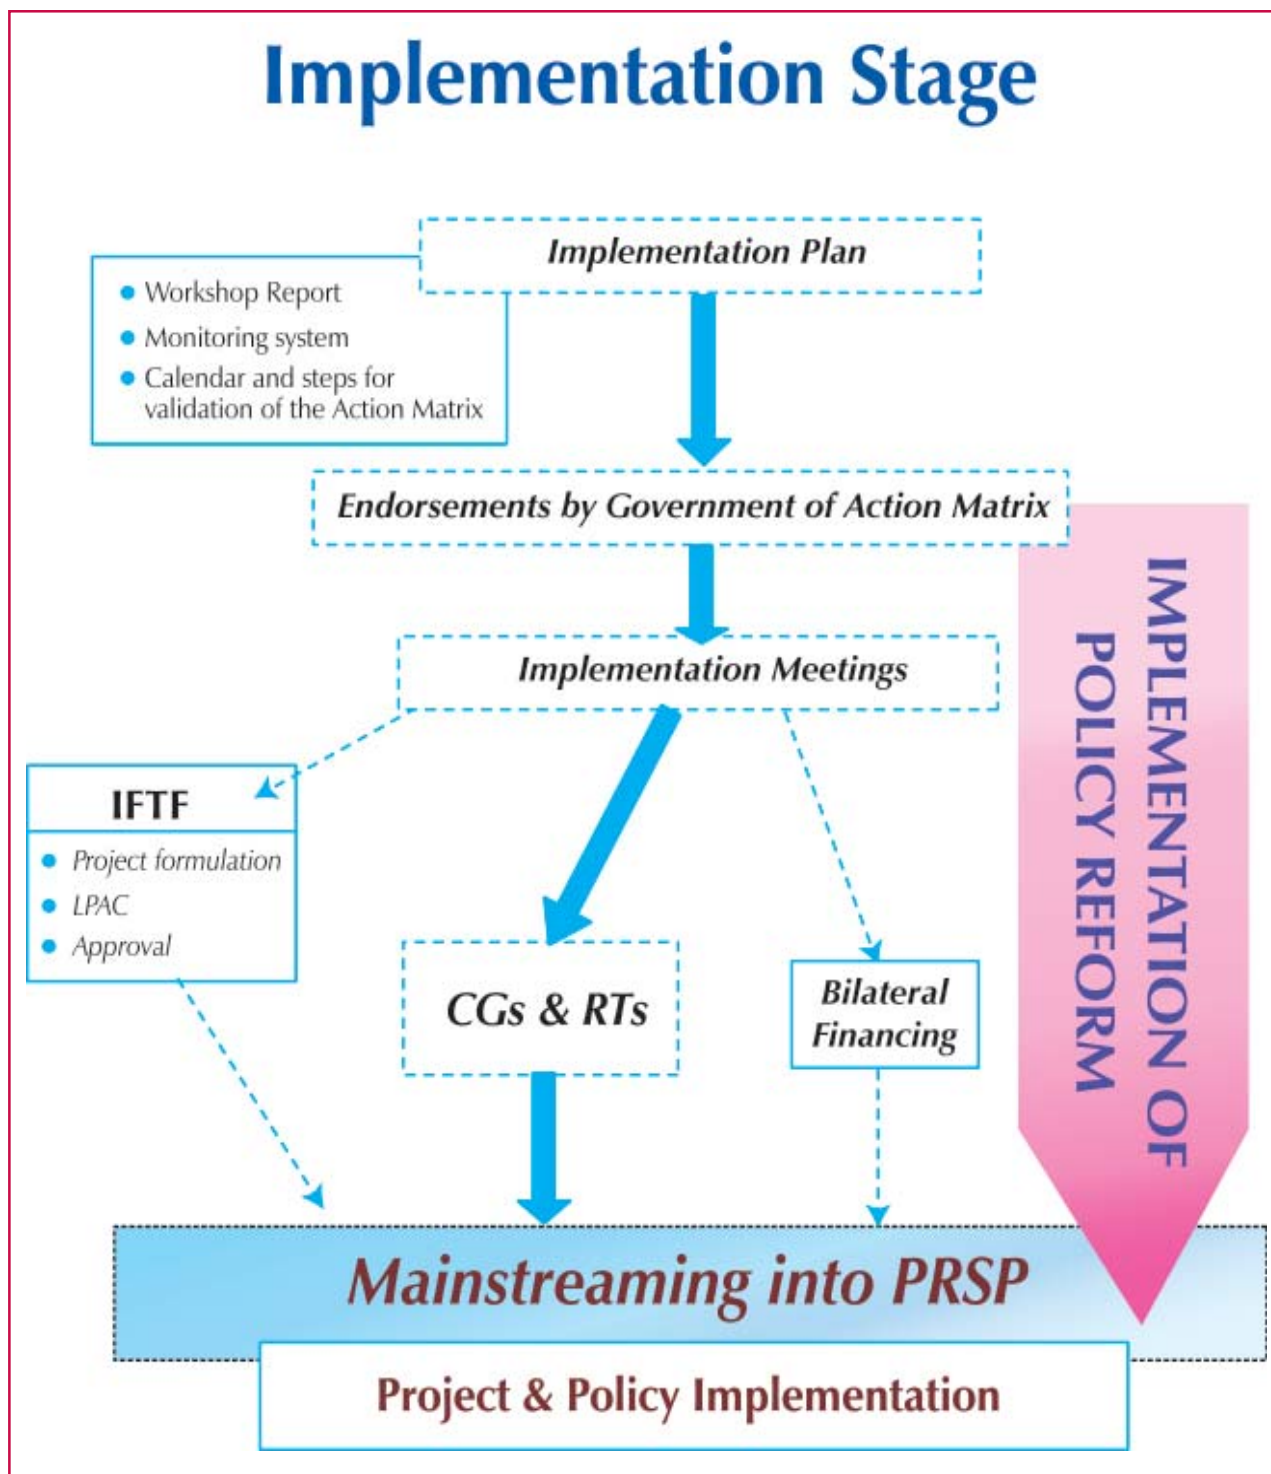 Implementation Stage
Implementation Plan
Workshop Report
Monitoring system
Calendar and steps for
validation of the Action Matrix
Endorsements by Government of Action Matrix
Implementation Meetings
IFTF
Project formulation
LPAC
Approval
CGs & RTs
Bilateral
Financing
IMPLEMENTATION OF
POLICY REFORM
Mainstreaming into PRSP
Project & Policy Implementation